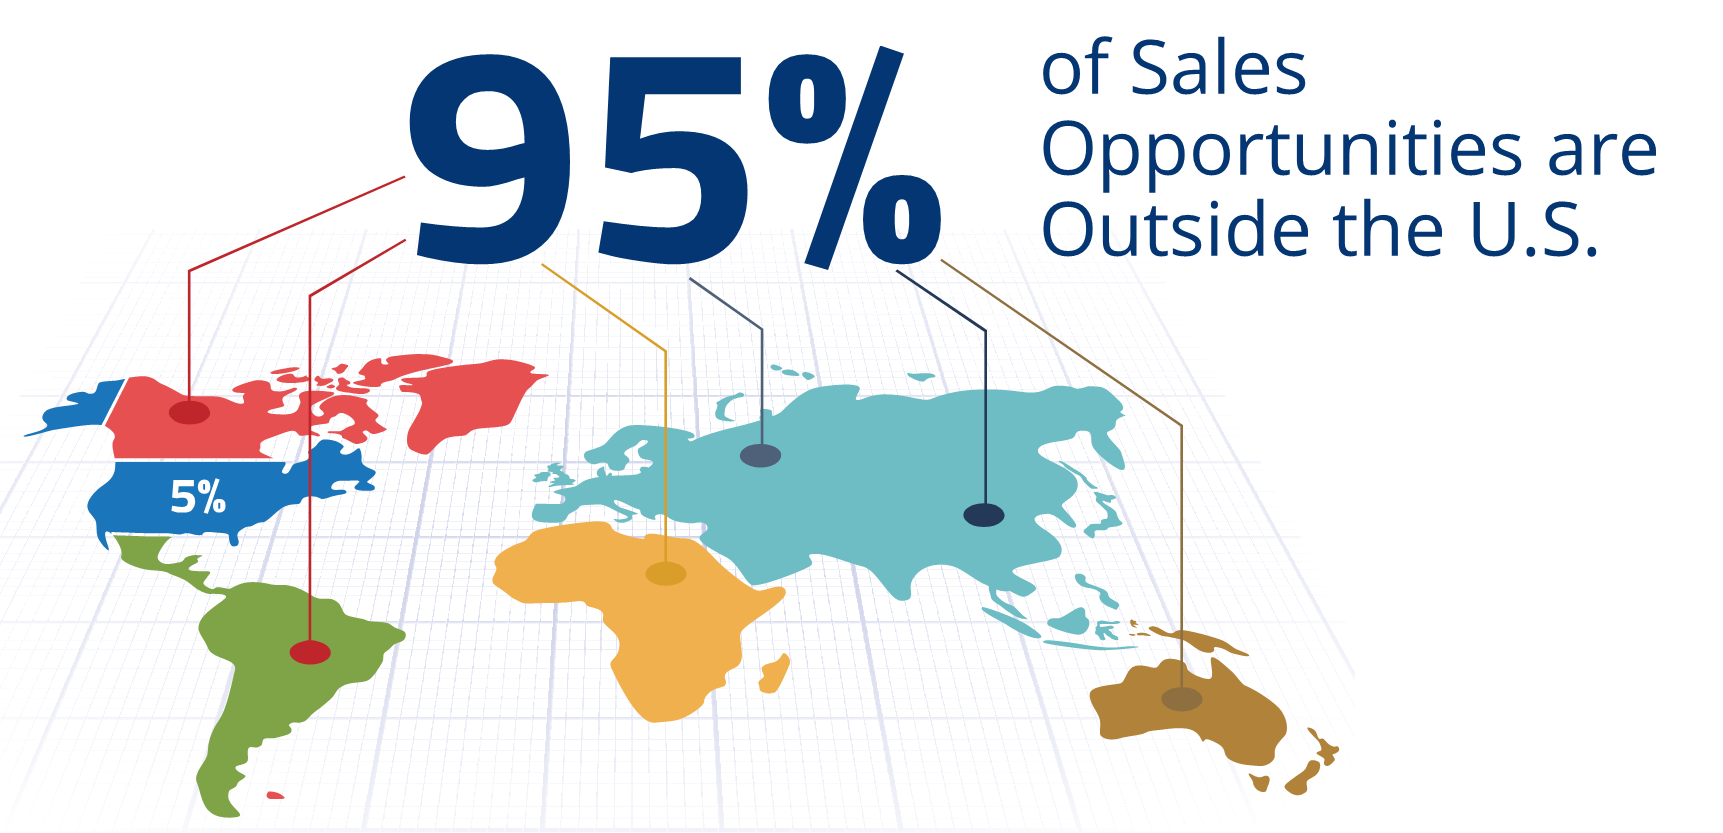 95%
of Sales
Opportunities are
Outside the U.S.
5%